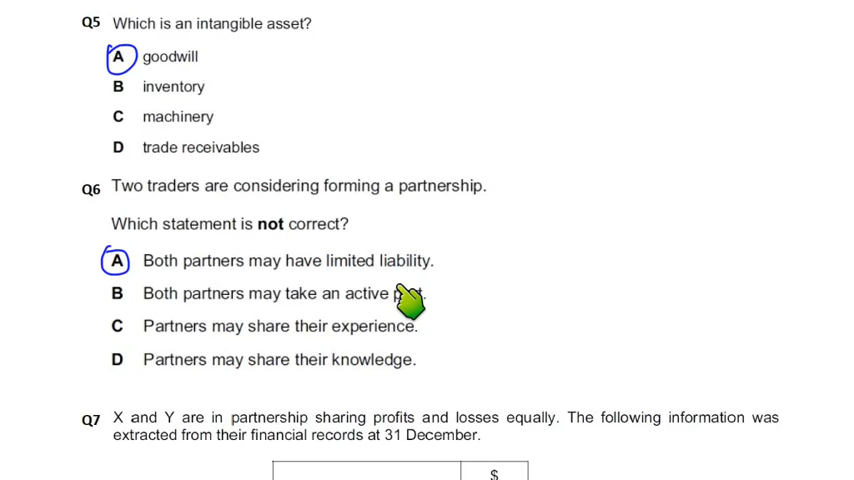 Q5 Which is an intangible asset?
A goodwill
B inventory
C machinery
D trade receivables
Q6 Two traders are considering forming a partnership.
Which statement is not correct?
A Both partners may have limited liability.
B Both partners may take an active
C Partners may share their experience.
D Partners may share their knowledge.
Q7 X and Y are in partnership sharing profits and losses equally. The following information was
extracted from their financial records at 31 December.
$